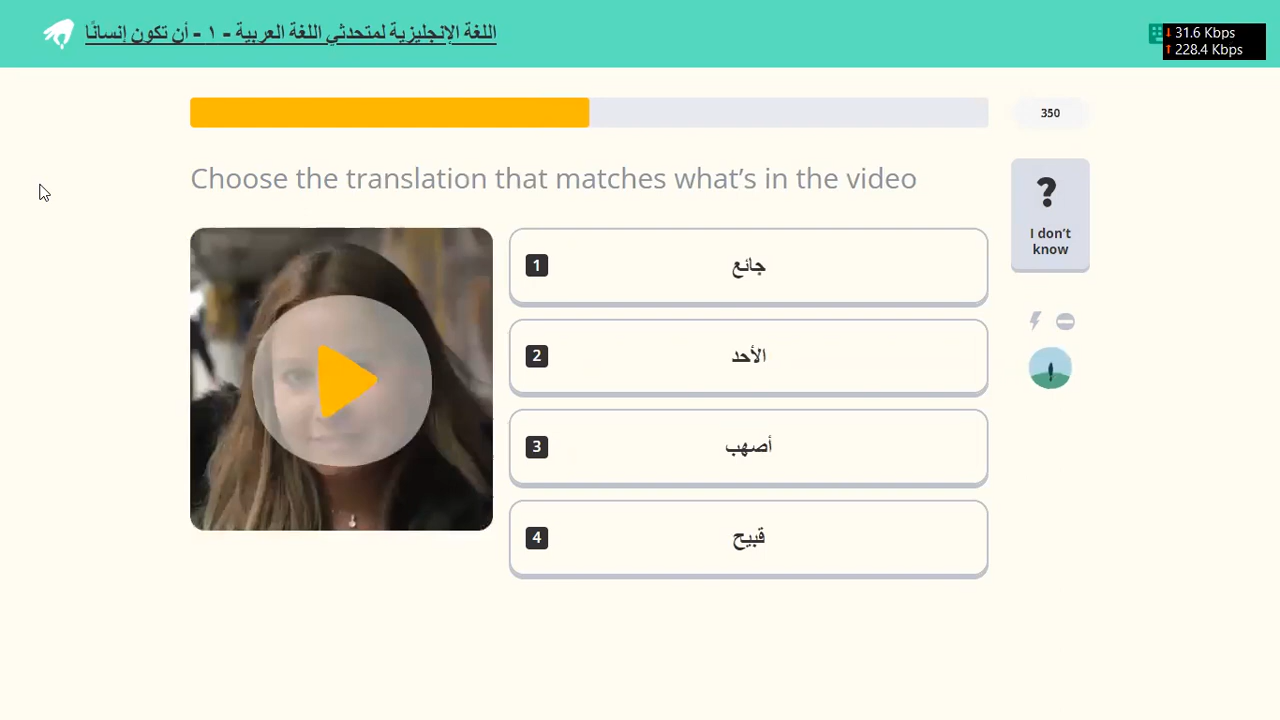 اللغة الإنجليزية لمتحدثي اللغة العربية - ١ - أن تكون إنسانًا
31.6 Kbps
228.4 Kbps
350
Choose the translation that matches what's in the video
?
I don't
know
1 جائع
2 الأحد
3 أصهب
4 قبيح